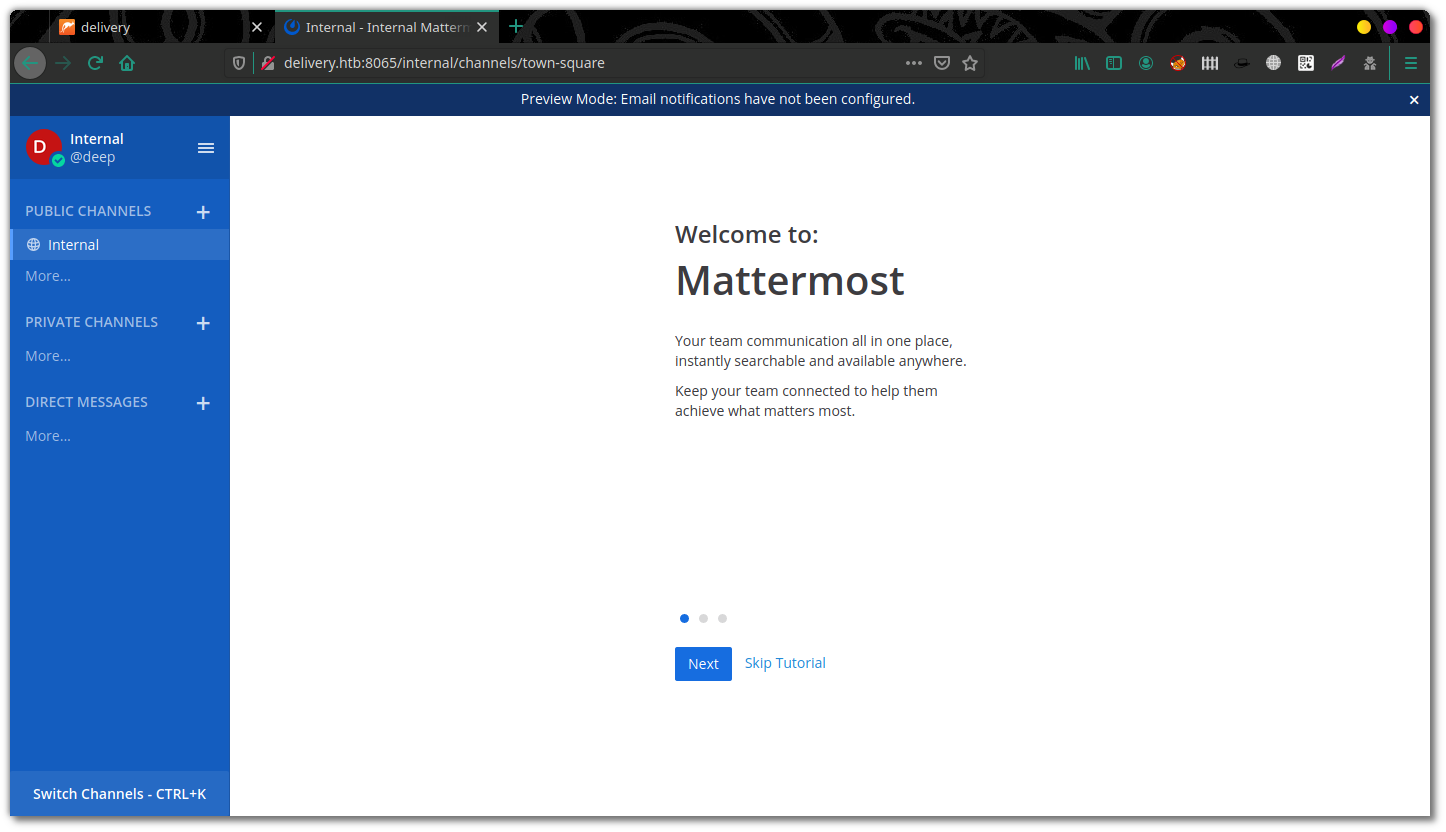 delivery
Internal - Internal Matterm
delivery.htb:8065/internal/channels/town-square
Preview Mode: Email notifications have not been configured.
D
Internal
@deep
PUBLIC CHANNELS
Internal
More...
PRIVATE CHANNELS
More...
DIRECT MESSAGES
More...
Switch Channels - CTRL+K
Welcome to:
Mattermost
Your team communication all in one place,
instantly searchable and available anywhere.
Keep your team connected to help them
achieve what matters most.
Next
Skip Tutorial